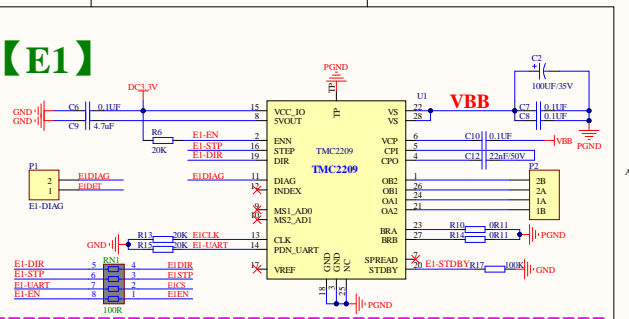 【E1】
PGND
TP
DC3.3V
U1
VBB
C2
+
100UF/35V
GND
C6
0.1UF
15
VCC_IO
TP
VS
22
C7
0.1UF
GND
C9
4.7uF
8
5VOUT
VS
28
C8
0.1UF
PGND
R6
20K
E1-EN
2
ENN
VCP
6
C10
0.1UF
VBB
E1-STP
16
STEP
TMC2209
CPI
5
E1-DIR
19
DIR
CPO
4
C12
22nF/50V
TMC2209
P1
P2
2
E1DIAG
E1DIAG
11
DIAG
OB2
1
2B
1
E1DET
INDEX
OB1
26
2A
E1-DIAG
OA1
24
1A
MS1_AD0
OA2
21
1B
MS2_AD1
BRA
23
R10
0R11
PGND
GND
R13
20K
E1CLK
13
CLK
BRB
27
R14
0R11
R15
20K
E1-UART
14
PDN_UART
SPREAD
7
E1-DIR
5
RN1
4
E1DIR
17
VREF
GND
GND
NC
STDBY
20
E1-STDBY
R17
100K
GND
E1-STP
6
3
E1STP
E1-UART
7
2
E1CS
E1-EN
8
1
E1EN
18
3
25
PGND
100R